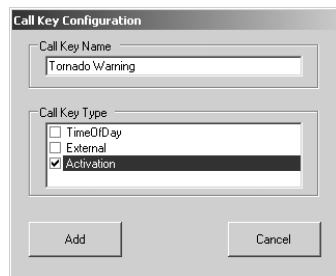 Call Key Configuration
Call Key Name
Tornado Warning
Call Key Type
TimeOfDay
External
Activation
Add Cancel